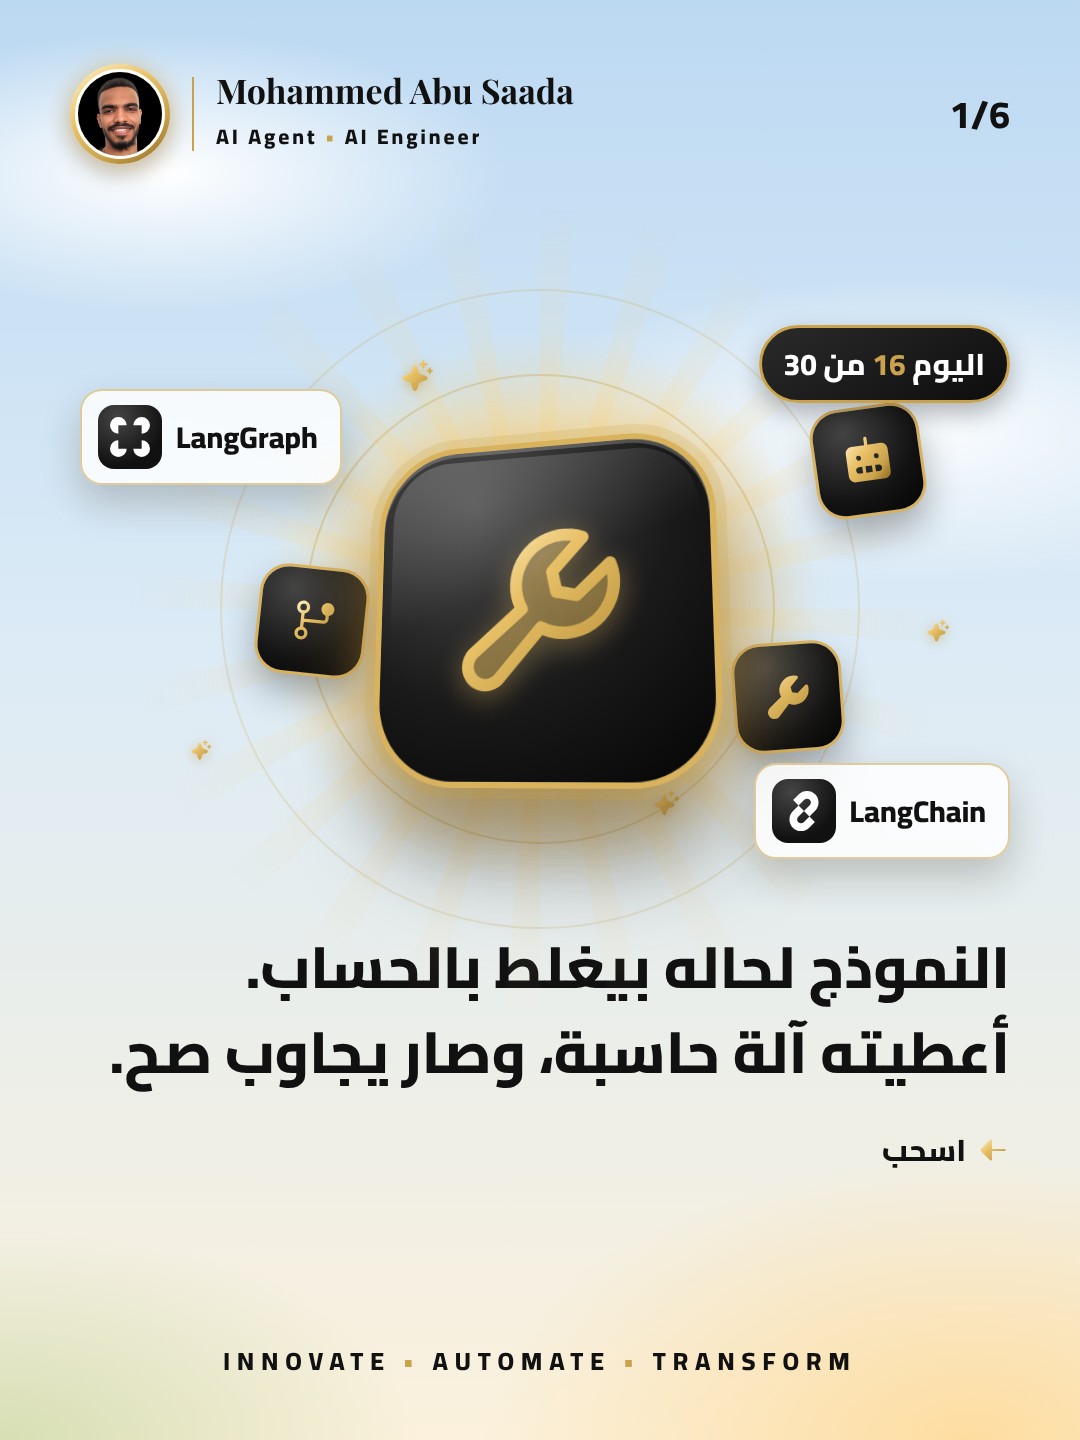 Mohammed Abu Saada
AI Agent ▪ AI Engineer
1/6
اليوم 16 من 30
LangGraph
LangChain
النموذج لحاله بيغلط بالحساب.
أعطيته آلة حاسبة، وصار يجاوب صح.
← اسحب
INNOVATE ▪ AUTOMATE ▪ TRANSFORM